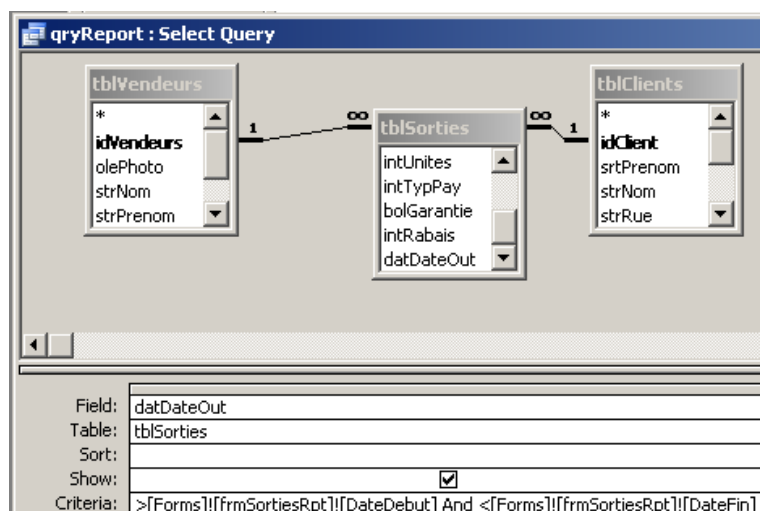 qryReport : Select Query
tblVendeurs
*
idVendeurs
olePhoto
strNom
strPrenom
1
∞
tblSorties
intUnites
intTypPay
bolGarantie
intRabais
datDateOut
∞
1
tblClients
*
idClient
srtPrenom
strNom
strRue
Field: datDateOut
Table: tblSorties
Sort:
Show:
Criteria: >[Forms]![frmSortiesRpt]![DateDebut] And <[Forms]![frmSortiesRpt]![DateFin]